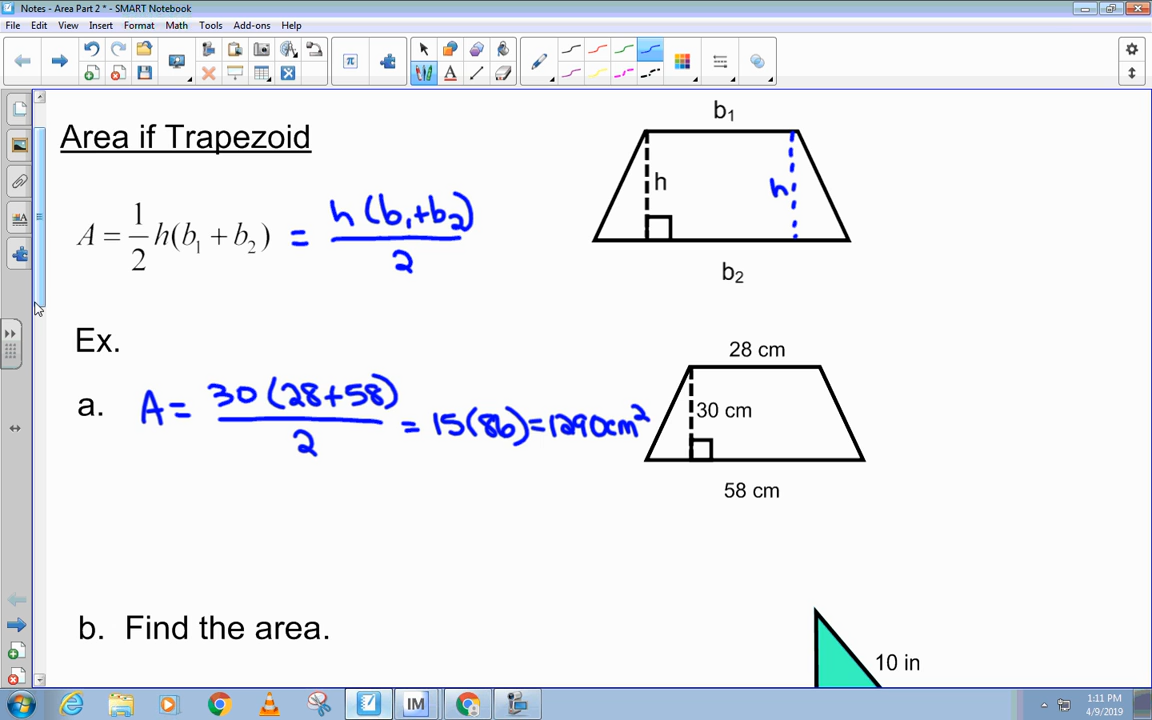 Notes - Area Part 2 * - SMART Notebook
File Edit View Insert Format Math Tools Add-ons Help
Area if Trapezoid
b₁
h
h
b₂
A = 1/2 h(b₁ + b₂) = h(b₁+b₂)/2
Ex.
28 cm
30 cm
58 cm
a. A = 30(28+58)/2 = 15(86)=1290cm²
b. Find the area.
10 in
IM
1:11 PM
4/9/2019